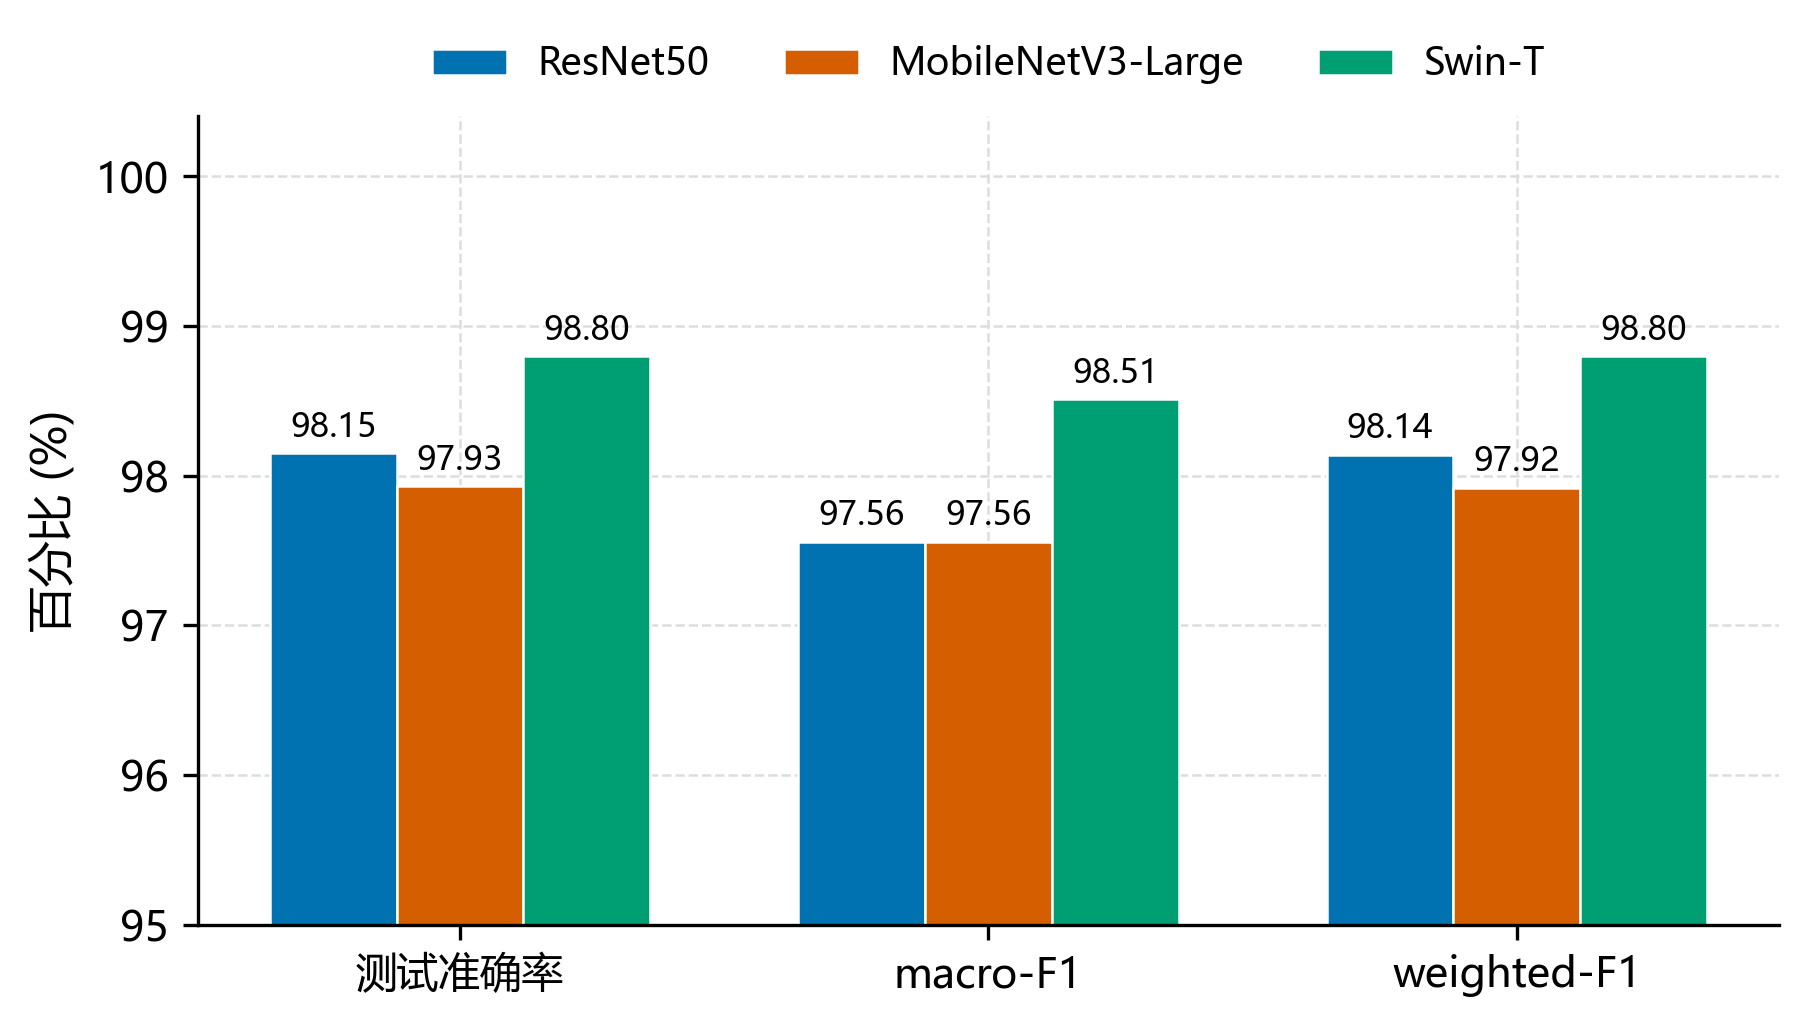 ResNet50 MobileNetV3-Large Swin-T
百分比 (%)
100
99
98
97
96
95
98.15 97.93 98.80
97.56 97.56 98.51
98.14 97.92 98.80
测试准确率 macro-F1 weighted-F1